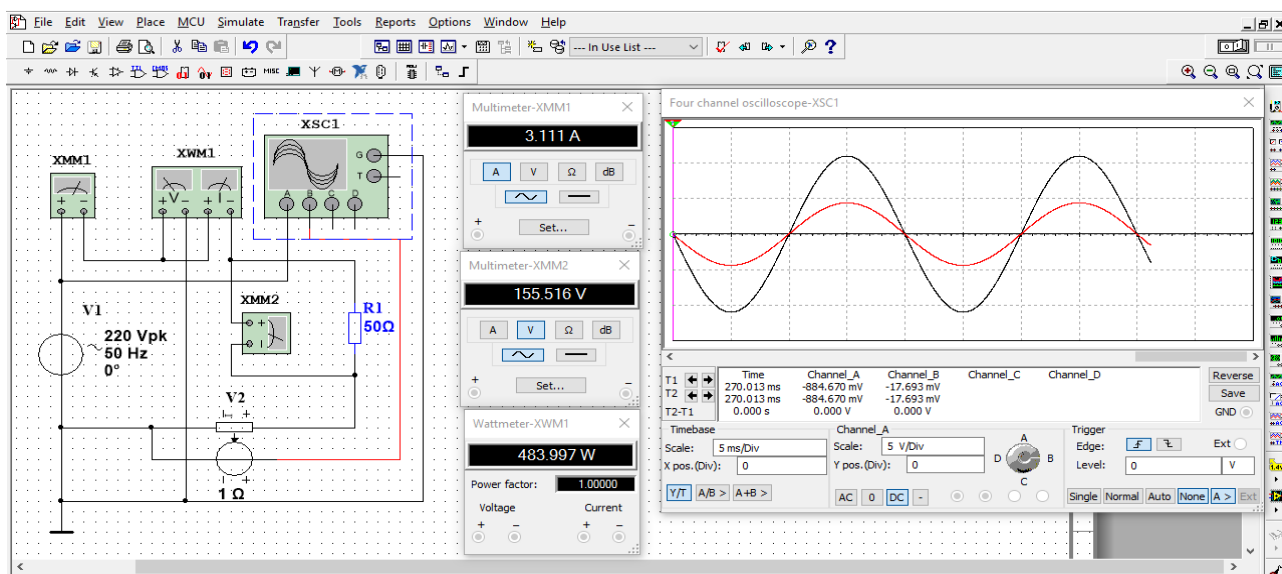 File Edit View Place MCU Simulate Transfer Tools Reports Options Window Help
--- In Use List ---
MISC
XSC1
G
T
A B C D
XMM1
+ -
XWM1
+V- +I-
XMM2
+
V1
220 Vpk
50 Hz
0°
R1
50Ω
V2
1 Ω
Multimeter-XMM1
3.111 A
A V Ω dB
+ Set... -
Multimeter-XMM2
155.516 V
A V Ω dB
+ Set... -
Wattmeter-XWM1
483.997 W
Power factor: 1.00000
Voltage Current
+ - + -
Four channel oscilloscope-XSC1
Time Channel_A Channel_B Channel_C Channel_D
T1 270.013 ms -884.670 mV -17.693 mV
T2 270.013 ms -884.670 mV -17.693 mV
T2-T1 0.000 s 0.000 V 0.000 V
Reverse
Save
GND
Timebase
Scale: 5 ms/Div
X pos.(Div): 0
Y/T A/B > A+B >
Channel_A
Scale: 5 V/Div
Y pos.(Div): 0
AC 0 DC -
A
D B
C
Trigger
Edge: Ext
Level: 0 V
Single Normal Auto None A > Ext